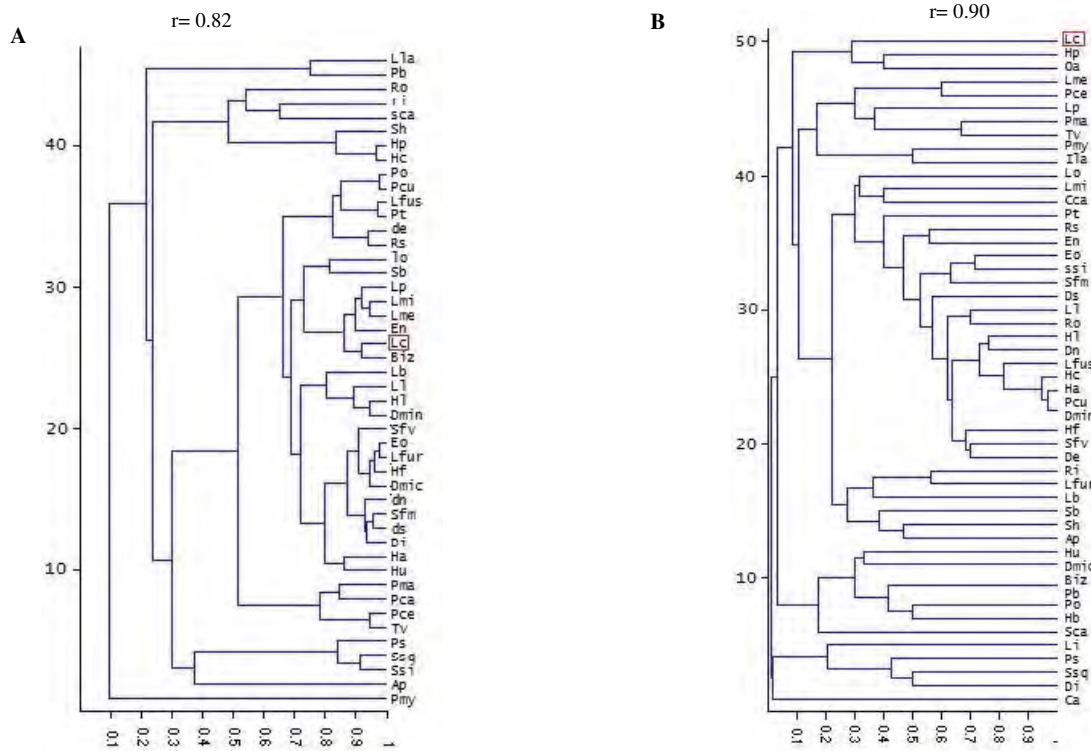 r= 0.82
A
Lla
Pb
Ro
ri
sca
Sh
Hp
Hc
Po
Pcu
Lfus
Pt
de
Rs
lo
Sb
Lp
Lmi
Lme
En
Lc
Biz
Lb
Ll
Hl
Dmin
Sfv
Eo
Lfur
Hf
Dmic
dn
Sfm
ds
Di
Ha
Hu
Pma
Pca
Pce
Tv
Ps
Ssq
Ssi
Ap
Pmy
40
30
20
10
0.1
0.2
0.3
0.4
0.5
0.6
0.7
0.8
0.9
1
r= 0.90
B
Lc
Hp
Oa
Lme
Pce
Lp
Pma
Tv
Pmy
Ila
Lo
Lmi
Cca
Pt
Rs
En
Eo
ssi
Sfm
Ds
Ll
Ro
Hl
Dn
Lfus
Hc
Ha
Pcu
Dmin
Hf
Sfv
De
Ri
Lfur
Lb
Sb
Sh
Ap
Hu
Dmic
Biz
Pb
Po
Hb
Sca
Li
Ps
Ssq
Di
Ca
50
40
30
20
10
0.1
0.2
0.3
0.4
0.5
0.6
0.7
0.8
0.9